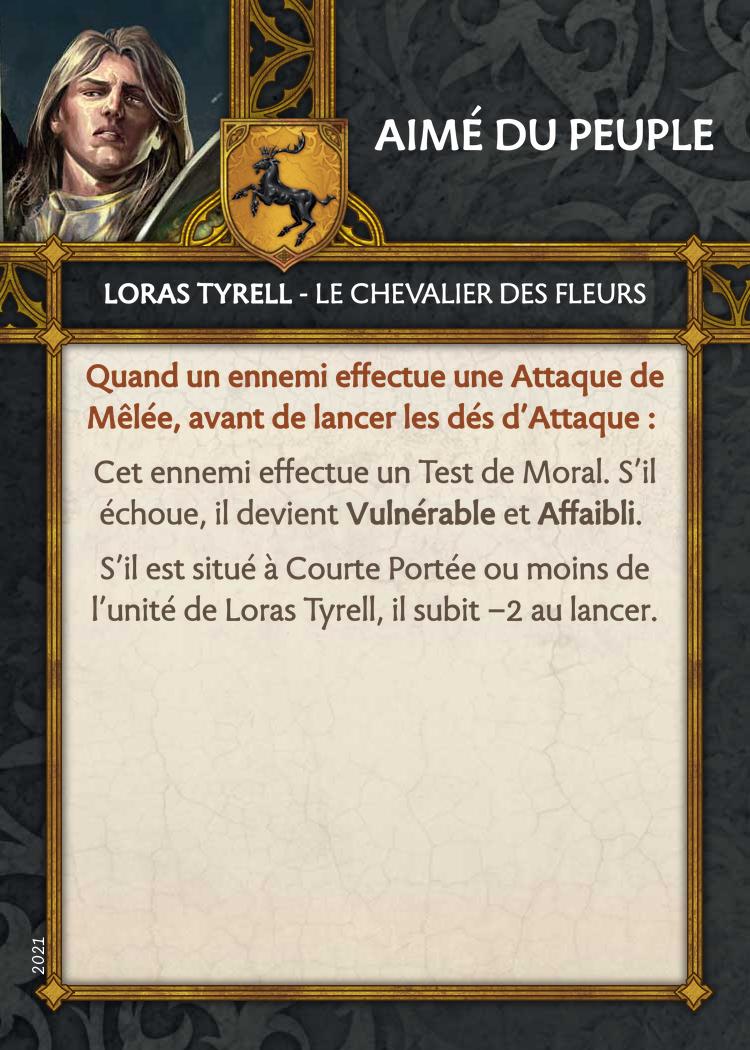 AIMÉ DU PEUPLE
LORAS TYRELL - LE CHEVALIER DES FLEURS
Quand un ennemi effectue une Attaque de
Mêlée, avant de lancer les dés d’Attaque :
Cet ennemi effectue un Test de Moral. S’il
échoue, il devient Vulnérable et Affaibli.
S’il est situé à Courte Portée ou moins de
l’unité de Loras Tyrell, il subit –2 au lancer.
2021